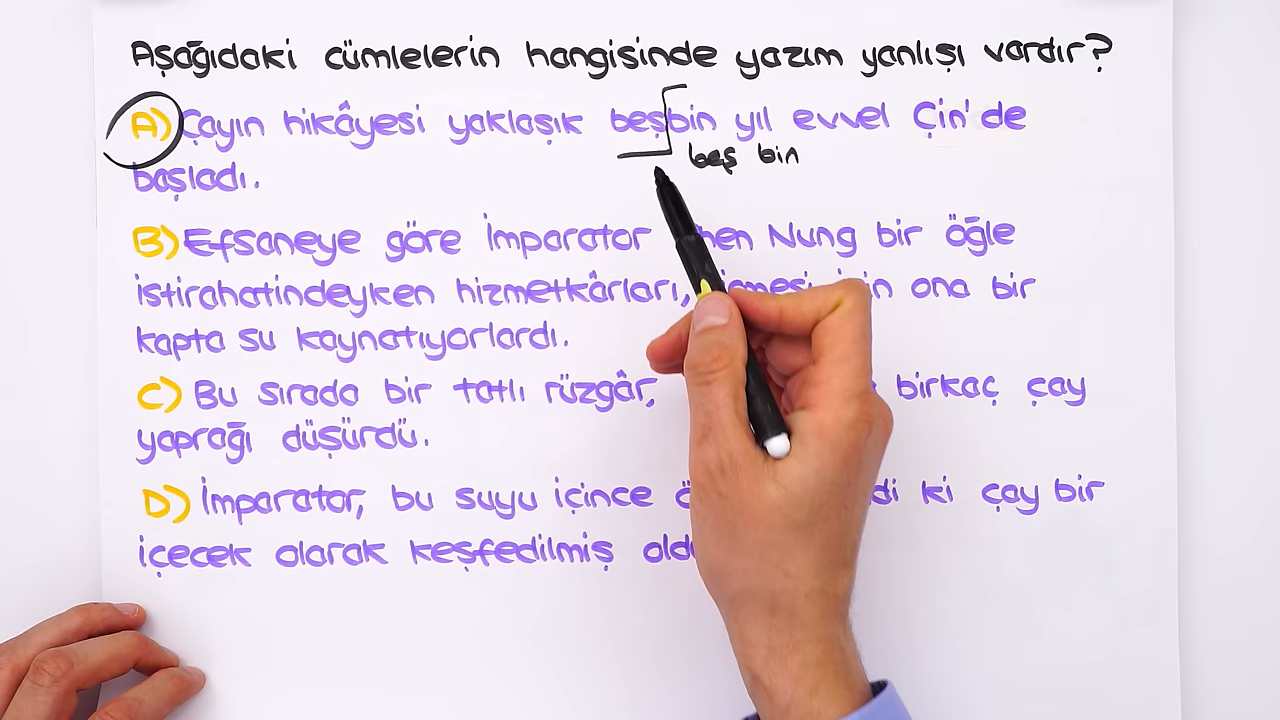 Aşağıdaki cümlelerin hangisinde yazım yanlışı vardır?
A) Çayın hikâyesi yaklaşık beşbin yıl evvel Çin'de
beş bin
başladı.
B) Efsaneye göre İmparator Nung bir öğle
istirahatindeyken hizmetkârları, ona bir
kapta su kaynatıyorlardı.
C) Bu sırada bir tatlı rüzgâr, birkaç çay
yaprağı düşürdü.
D) İmparator, bu suyu içince ki çay bir
içecek olarak keşfedilmiş